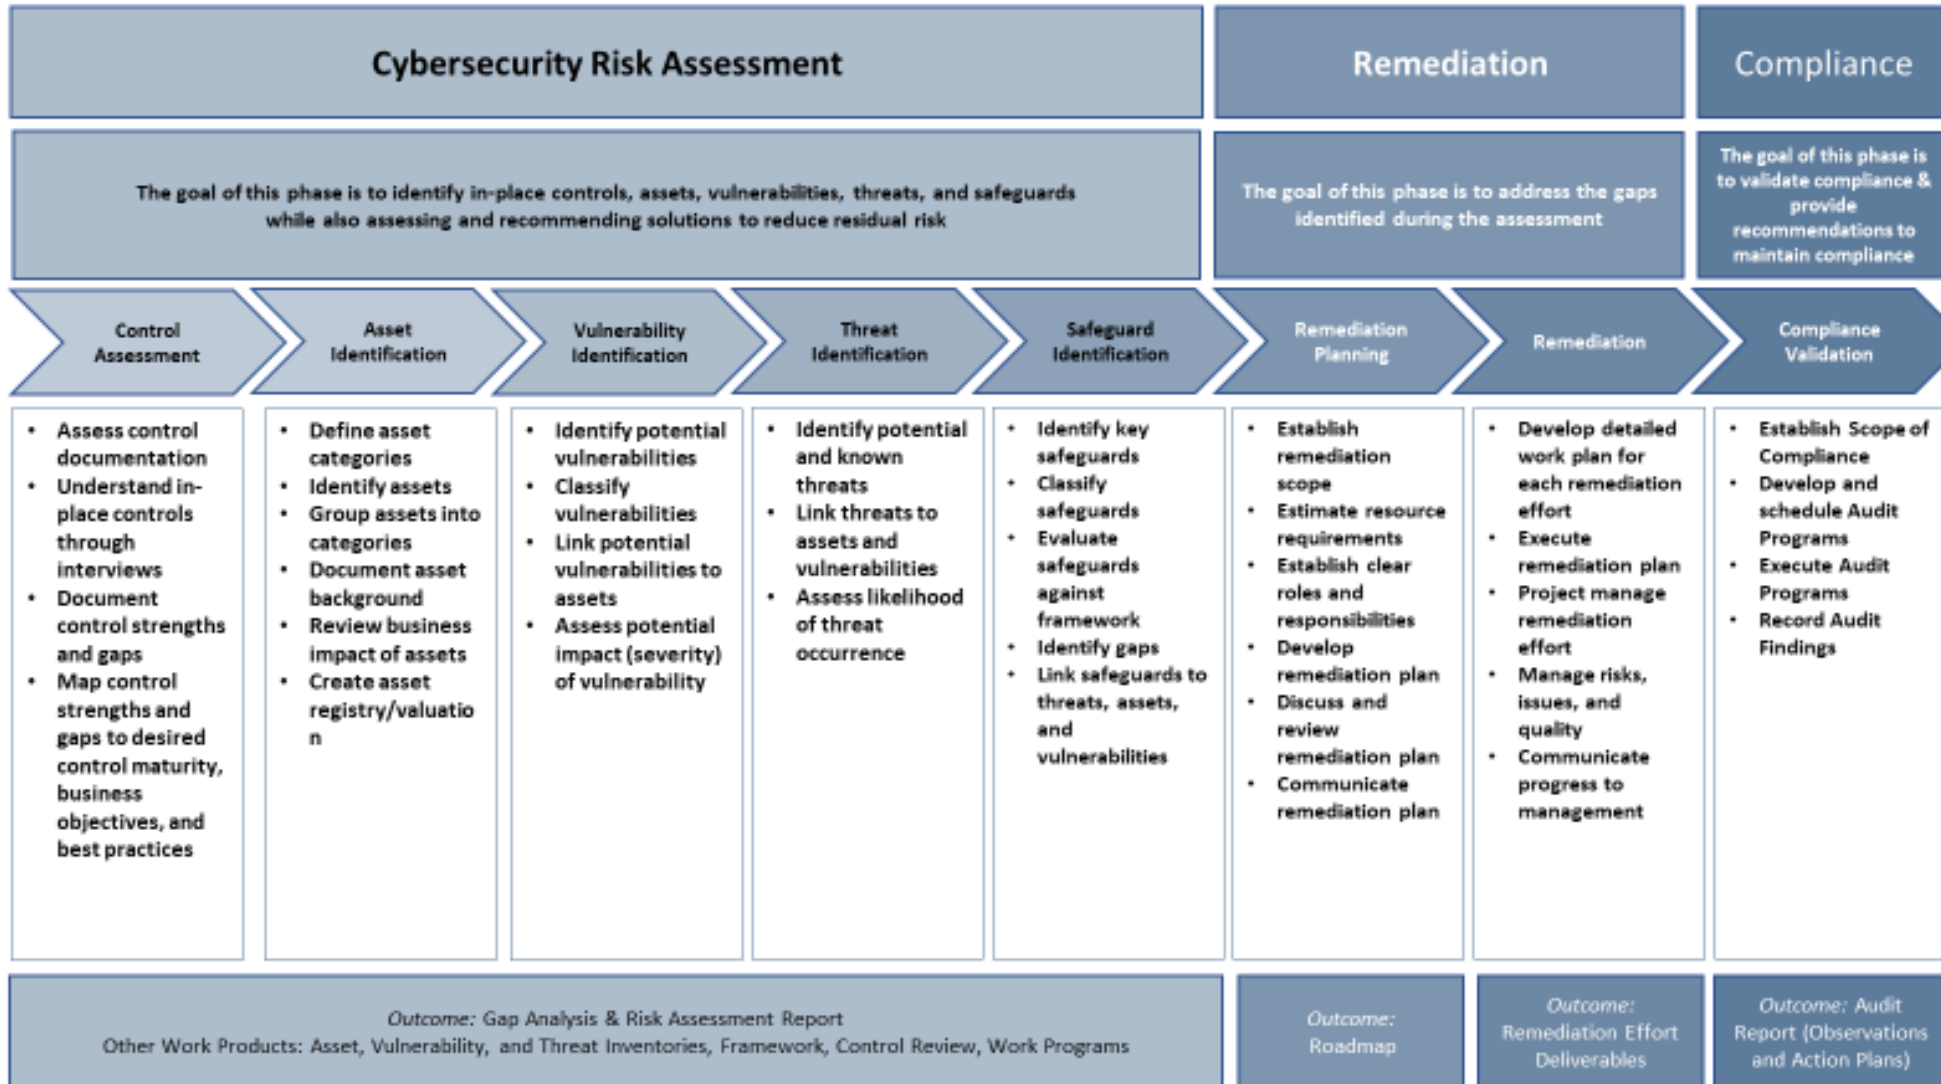 Cybersecurity Risk Assessment
Remediation
Compliance
The goal of this phase is to identify in-place controls, assets, vulnerabilities, threats, and safeguards
while also assessing and recommending solutions to reduce residual risk
The goal of this phase is to address the gaps
identified during the assessment
The goal of this phase is
to validate compliance &
provide
recommendations to
maintain compliance
Control
Assessment
Asset
Identification
Vulnerability
Identification
Threat
Identification
Safeguard
Identification
Remediation
Planning
Remediation
Compliance
Validation
• Assess control
documentation
• Understand in-
place controls
through
interviews
• Document
control strengths
and gaps
• Map control
strengths and
gaps to desired
control maturity,
business
objectives, and
best practices
• Define asset
categories
• Identify assets
• Group assets into
categories
• Document asset
background
• Review business
impact of assets
• Create asset
registry/valuatio
n
• Identify potential
vulnerabilities
• Classify
vulnerabilities
• Link potential
vulnerabilities to
assets
• Assess potential
impact (severity)
of vulnerability
• Identify potential
and known
threats
• Link threats to
assets and
vulnerabilities
• Assess likelihood
of threat
occurrence
• Identify key
safeguards
• Classify
safeguards
• Evaluate
safeguards
against
framework
• Identify gaps
• Link safeguards to
threats, assets,
and
vulnerabilities
• Establish
remediation
scope
• Estimate resource
requirements
• Establish clear
roles and
responsibilities
• Develop
remediation plan
• Discuss and
review
remediation plan
• Communicate
remediation plan
• Develop detailed
work plan for
each remediation
effort
• Execute
remediation plan
• Project manage
remediation
effort
• Manage risks,
issues, and
quality
• Communicate
progress to
management
• Establish Scope of
Compliance
• Develop and
schedule Audit
Programs
• Execute Audit
Programs
• Record Audit
Findings
Outcome: Gap Analysis & Risk Assessment Report
Other Work Products: Asset, Vulnerability, and Threat Inventories, Framework, Control Review, Work Programs
Outcome:
Roadmap
Outcome:
Remediation Effort
Deliverables
Outcome: Audit
Report (Observations
and Action Plans)